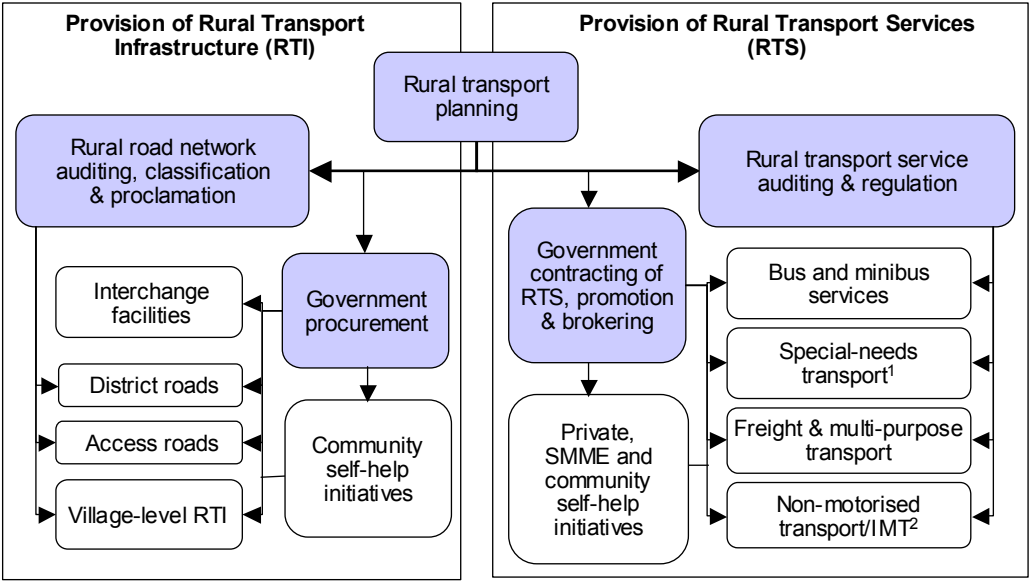 Provision of Rural Transport
Infrastructure (RTI)
Provision of Rural Transport Services
(RTS)
Rural transport
planning
Rural road network
auditing, classification
& proclamation
Rural transport service
auditing & regulation
Interchange
facilities
Government
procurement
District roads
Access roads
Village-level RTI
Community
self-help
initiatives
Government
contracting of
RTS, promotion
& brokering
Private,
SMME and
community
self-help
initiatives
Bus and minibus
services
Special-needs
transport¹
Freight & multi-purpose
transport
Non-motorised
transport/IMT²